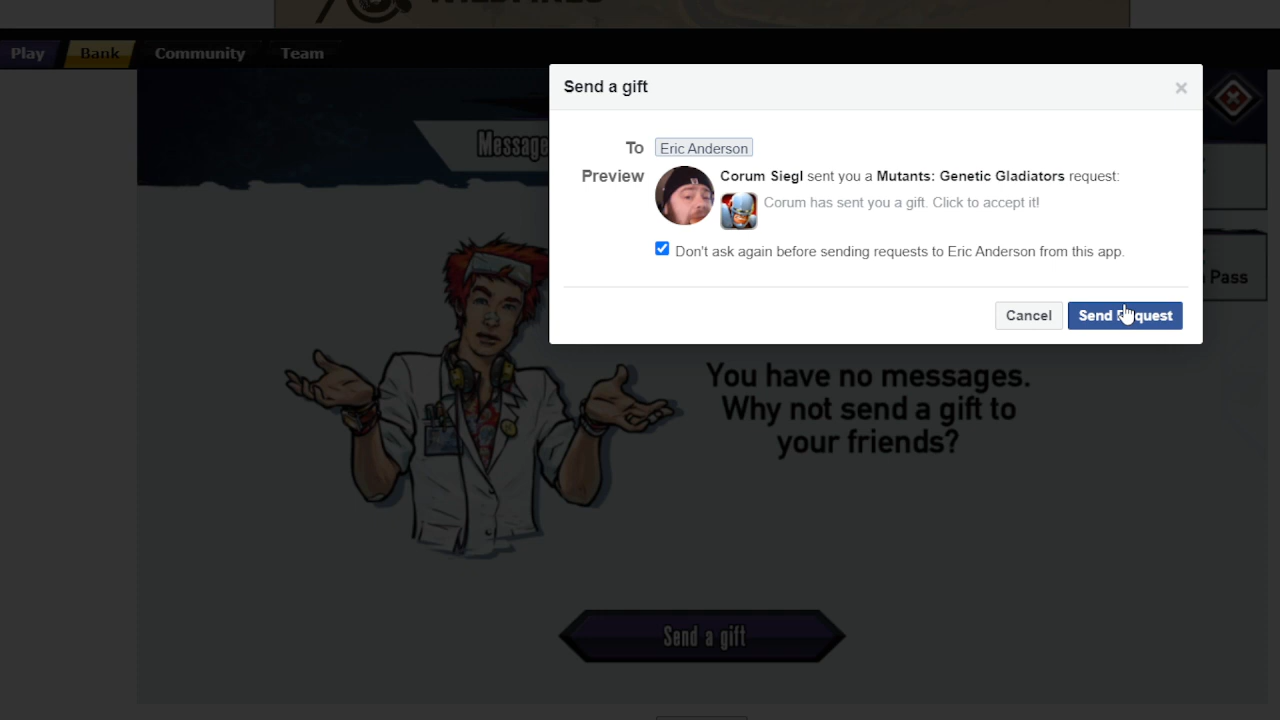 Play Bank Community Team
Send a gift
To Eric Anderson
Preview Corum Siegl sent you a Mutants: Genetic Gladiators request:
Corum has sent you a gift. Click to accept it!
Don't ask again before sending requests to Eric Anderson from this app.
Cancel Send Request
Message
Pass
You have no messages.
Why not send a gift to
your friends?
Send a gift